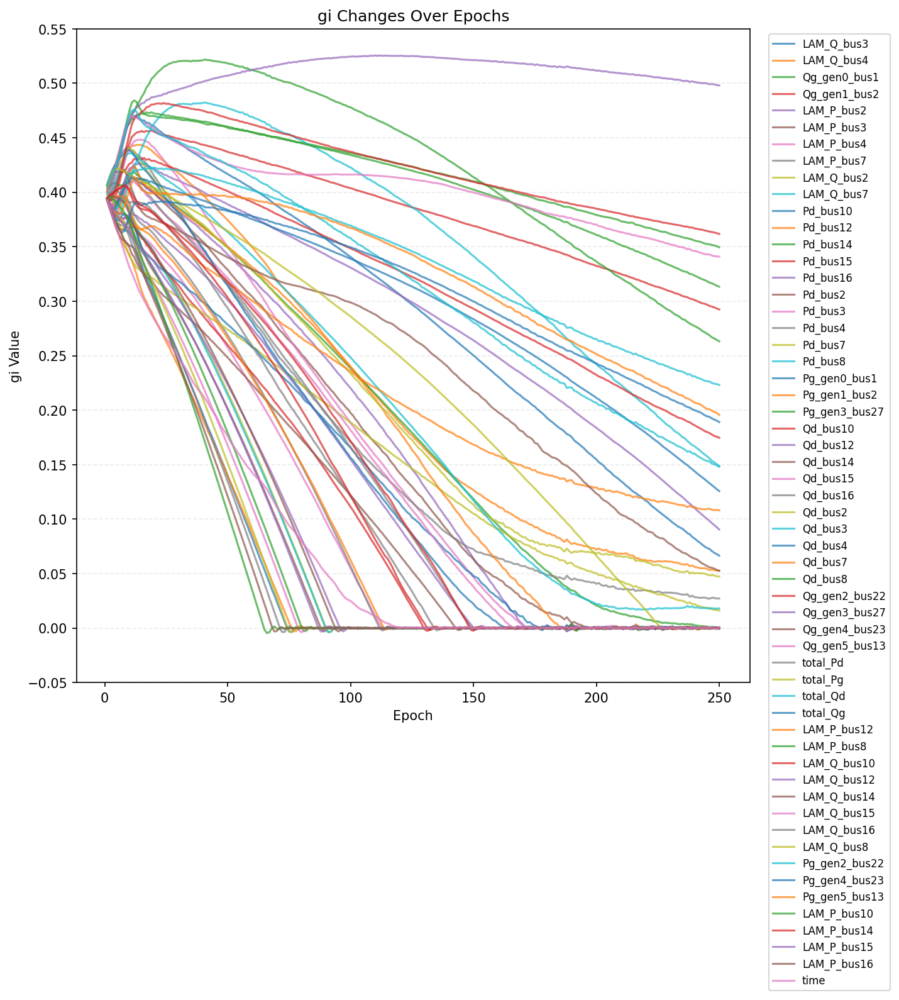 gi Changes Over Epochs
gi Value
0.55
0.50
0.45
0.40
0.35
0.30
0.25
0.20
0.15
0.10
0.05
0.00
−0.05
0 50 100 150 200 250
Epoch
LAM_Q_bus3
LAM_Q_bus4
Qg_gen0_bus1
Qg_gen1_bus2
LAM_P_bus2
LAM_P_bus3
LAM_P_bus4
LAM_P_bus7
LAM_Q_bus2
LAM_Q_bus7
Pd_bus10
Pd_bus12
Pd_bus14
Pd_bus15
Pd_bus16
Pd_bus2
Pd_bus3
Pd_bus4
Pd_bus7
Pd_bus8
Pg_gen0_bus1
Pg_gen1_bus2
Pg_gen3_bus27
Qd_bus10
Qd_bus12
Qd_bus14
Qd_bus15
Qd_bus16
Qd_bus2
Qd_bus3
Qd_bus4
Qd_bus7
Qd_bus8
Qg_gen2_bus22
Qg_gen3_bus27
Qg_gen4_bus23
Qg_gen5_bus13
total_Pd
total_Pg
total_Qd
total_Qg
LAM_P_bus12
LAM_P_bus8
LAM_Q_bus10
LAM_Q_bus12
LAM_Q_bus14
LAM_Q_bus15
LAM_Q_bus16
LAM_Q_bus8
Pg_gen2_bus22
Pg_gen4_bus23
Pg_gen5_bus13
LAM_P_bus10
LAM_P_bus14
LAM_P_bus15
LAM_P_bus16
time